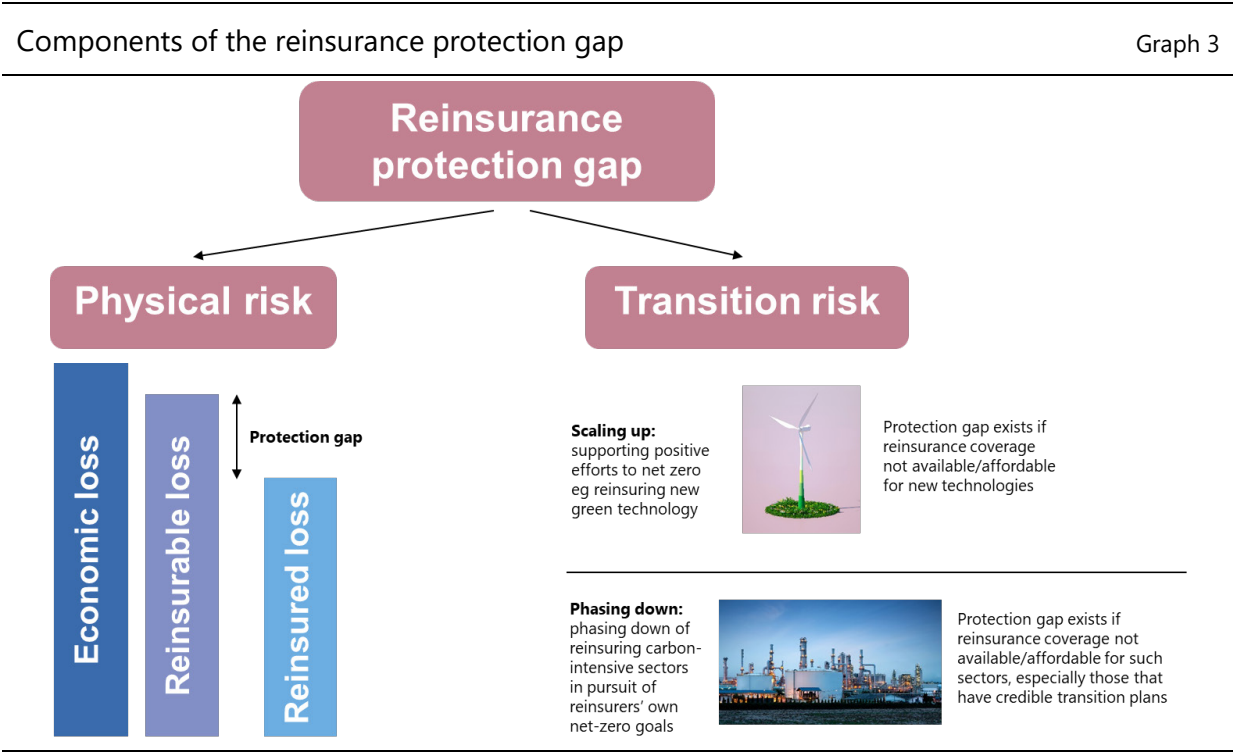 Components of the reinsurance protection gap
Graph 3
Reinsurance
protection gap
Physical risk
Transition risk
Economic loss
Reinsurable loss
Protection gap
Reinsured loss
Scaling up:
supporting positive
efforts to net zero
eg reinsuring new
green technology
Protection gap exists if
reinsurance coverage
not available/affordable
for new technologies
Phasing down:
phasing down of
reinsuring carbon-
intensive sectors
in pursuit of
reinsurers’ own
net-zero goals
Protection gap exists if
reinsurance coverage not
available/affordable for such
sectors, especially those that
have credible transition plans